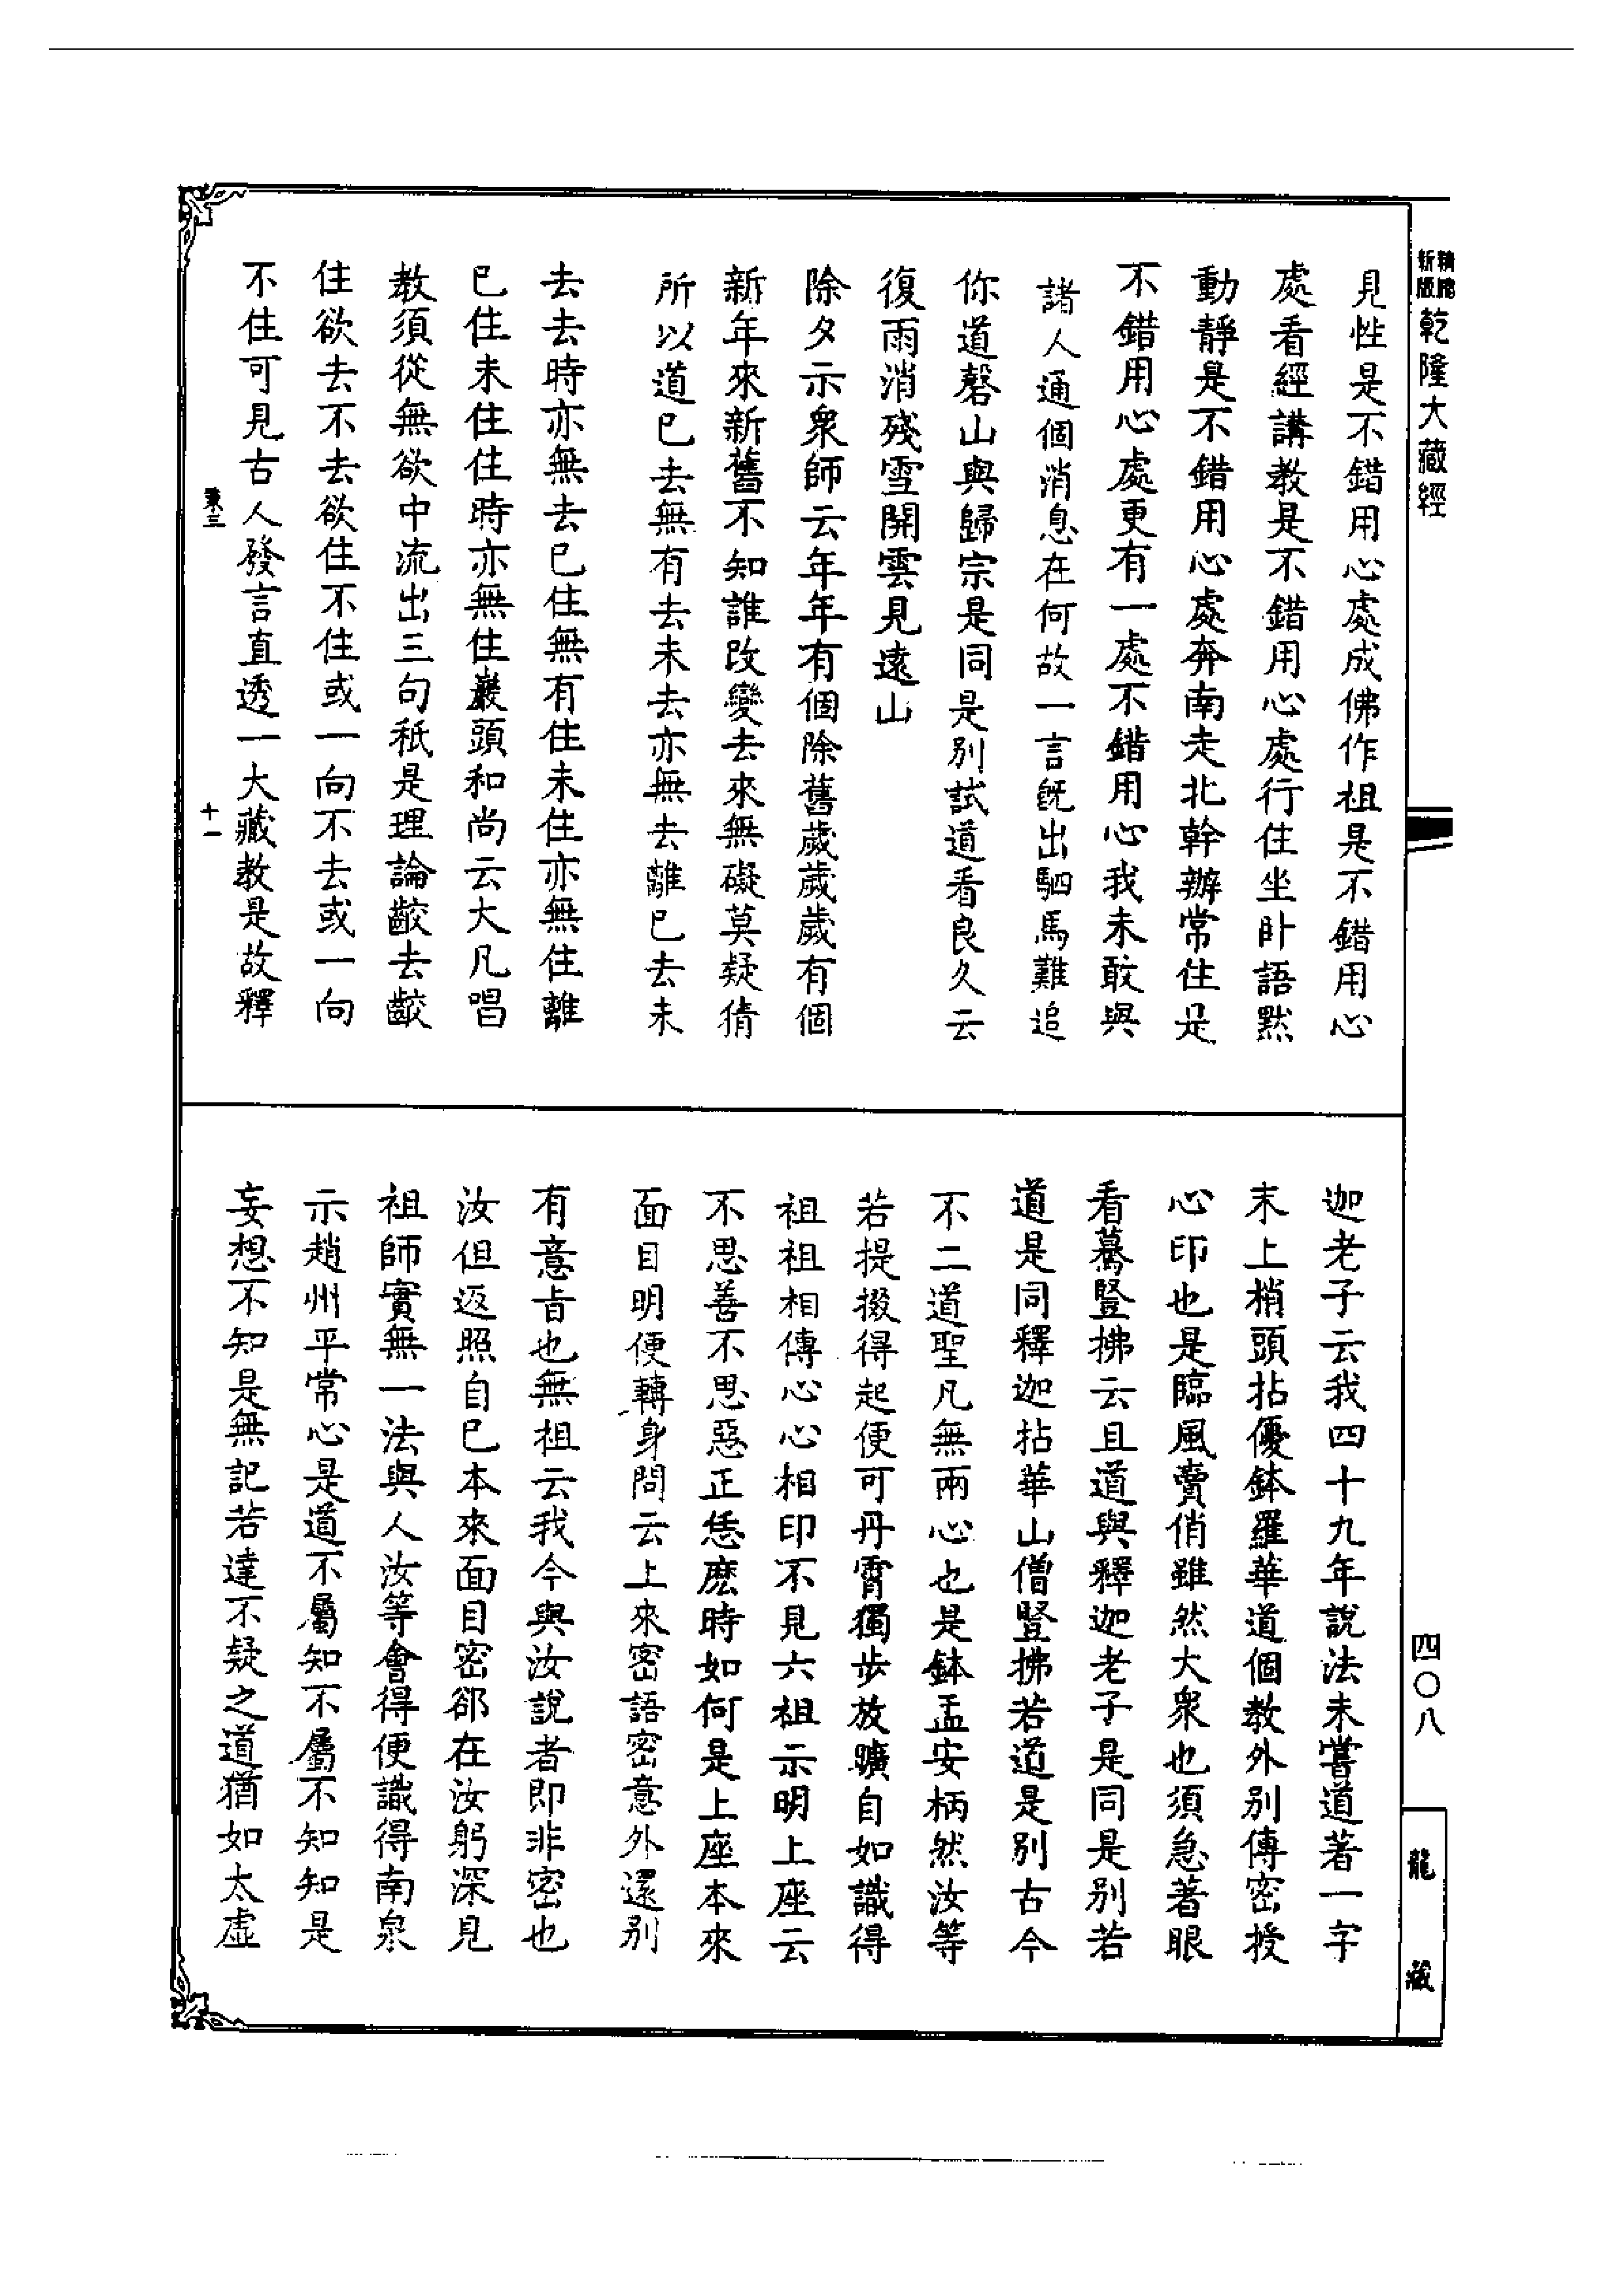 精縮新版乾隆大藏經
見性是不錯用心處成佛作祖是不錯用心
處看經講教是不錯用心處行住坐卧語黙
動靜是不錯用心處奔南走北幹辦常住是
不錯用心處更有一處不錯用心我未敢與
諸人通個消息在何故一言旣出駟馬難追
你道磬山與歸宗是同是別試道看良久云
復雨消殘雪開雲見遠山
除夕示衆師云年年有個除舊歲歲歲有個
新年來新舊不知誰改變去來無礙莫疑猜
所以道巳去無有去未去亦無去離巳去未
去去時亦無去巳住無有住未住亦無住離
巳住未住住時亦無住巖頭和尚云大凡唱
教須從無欲中流出三句秖是理論齩去齩
住欲去不去欲住不住或一向不去或一向
不住可見古人發言直透一大藏教是故釋
秉三
十一
迦老子云我四十九年說法未嘗道著一字
末上梢頭拈優鉢羅華道個教外別傳密授
心印也是臨風賣俏雖然大衆也須急著眼
看驀豎拂云且道與釋迦老子是同是別若
道是同釋迦拈華山僧豎拂若道是別古今
不二道聖凡無兩心也是鉢盂安柄然汝等
若提掇得起便可丹霄獨步放曠自如識得
祖祖相傳心心相印不見六祖示明上座云
不思善不思惡正恁麽時如何是上座本來
面目明便轉身問云上來密語密意外還別
有意旨也無祖云我今與汝說者即非密也
汝但返照自巳本來面目密郤在汝躬深見
祖師實無一法與人汝等會得便識得南泉
示趙州平常心是道不屬知不屬不知知是
妄想不知是無記若達不疑之道猶如太虛
四〇八
龍藏